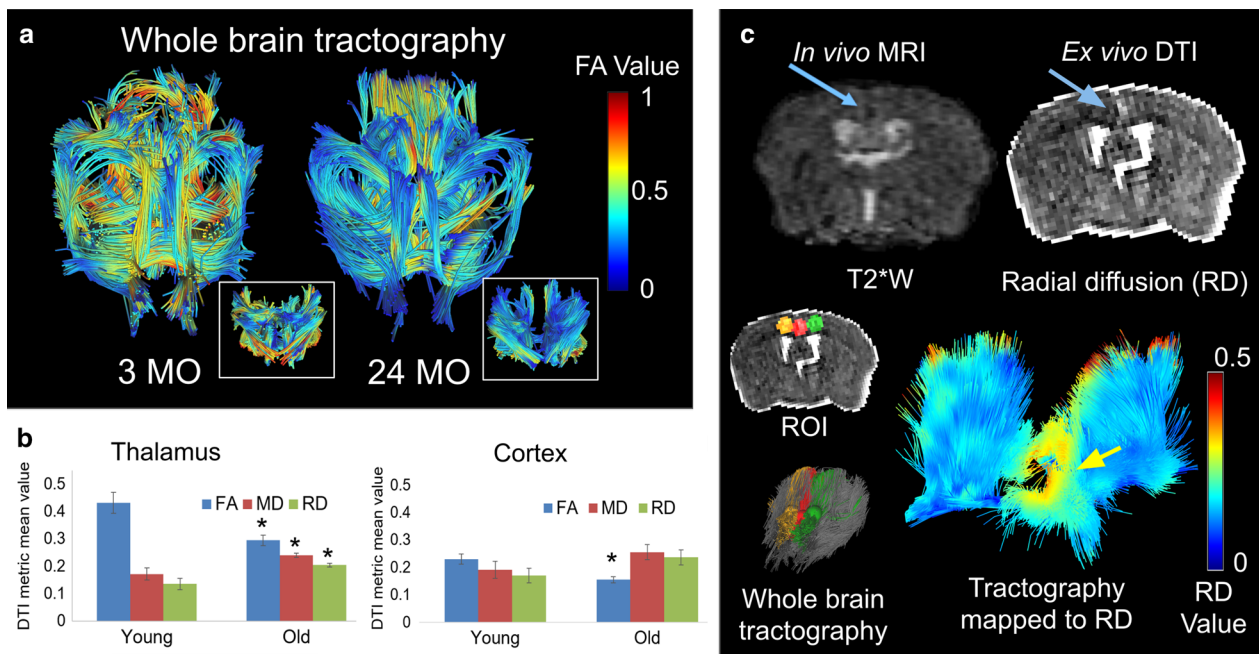 a
Whole brain tractography
FA Value
1
0.5
0
3 MO
24 MO
b
Thalamus
DTI metric mean value
0.5
0.4
0.3
0.2
0.1
0
FA MD RD
*
*
*
Young
Old
Cortex
DTI metric mean value
0.5
0.4
0.3
0.2
0.1
0
FA MD RD
*
Young
Old
c
In vivo MRI
Ex vivo DTI
T2*W
Radial diffusion (RD)
ROI
0.5
0
Whole brain
tractography
Tractography
mapped to RD
RD
Value